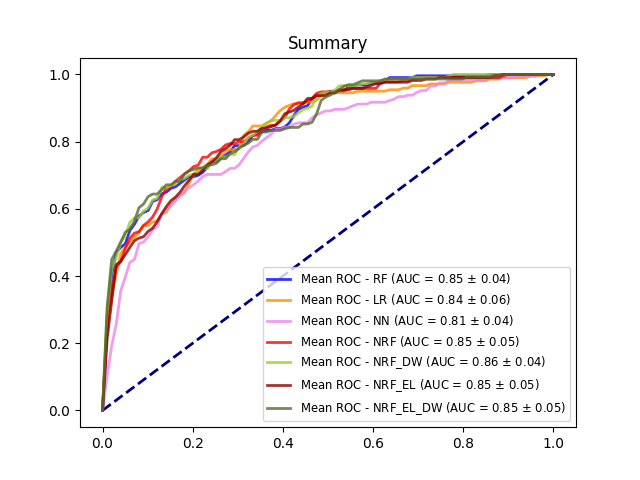 Summary
1.0
0.8
0.6
0.4
0.2
0.0
Mean ROC - RF (AUC = 0.85 ± 0.04)
Mean ROC - LR (AUC = 0.84 ± 0.06)
Mean ROC - NN (AUC = 0.81 ± 0.04)
Mean ROC - NRF (AUC = 0.85 ± 0.05)
Mean ROC - NRF_DW (AUC = 0.86 ± 0.04)
Mean ROC - NRF_EL (AUC = 0.85 ± 0.05)
Mean ROC - NRF_EL_DW (AUC = 0.85 ± 0.05)
0.0 0.2 0.4 0.6 0.8 1.0